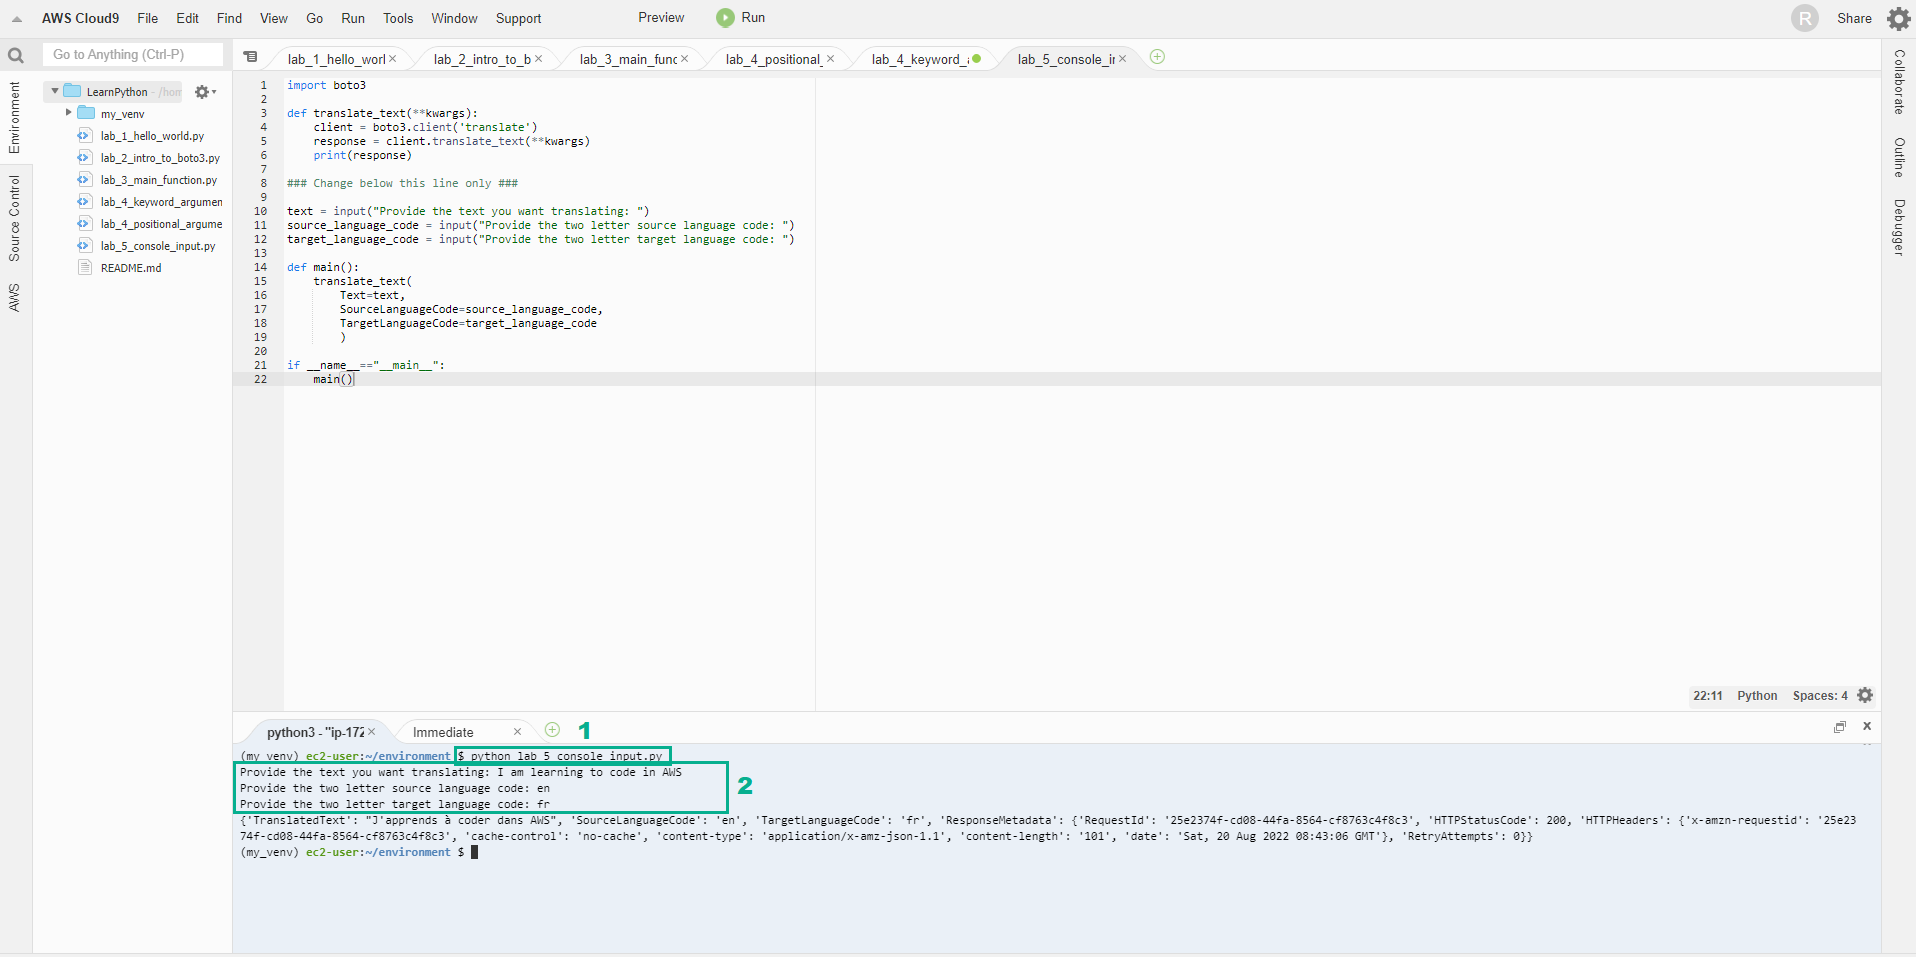 AWS Cloud9 File Edit Find View Go Run Tools Window Support Preview Run R Share
Go to Anything (Ctrl-P)
lab_1_hello_worl lab_2_intro_to_b lab_3_main_func lab_4_positional_ lab_4_keyword_a lab_5_console_ir
Environment
Source Control
AWS
LearnPython - /hom
my_venv
lab_1_hello_world.py
lab_2_intro_to_boto3.py
lab_3_main_function.py
lab_4_keyword_argumen
lab_4_positional_argume
lab_5_console_input.py
README.md
1 import boto3
2
3 def translate_text(**kwargs):
4     client = boto3.client('translate')
5     response = client.translate_text(**kwargs)
6     print(response)
7
8 ### Change below this line only ###
9
10 text = input("Provide the text you want translating: ")
11 source_language_code = input("Provide the two letter source language code: ")
12 target_language_code = input("Provide the two letter target language code: ")
13
14 def main():
15     translate_text(
16         Text=text,
17         SourceLanguageCode=source_language_code,
18         TargetLanguageCode=target_language_code
19         )
20
21 if __name__=="__main__":
22     main()
Collaborate
Outline
Debugger
22:11 Python Spaces: 4
python3 - "ip-172 Immediate 1
(my_venv) ec2-user:~/environment $ python lab_5_console_input.py
Provide the text you want translating: I am learning to code in AWS
Provide the two letter source language code: en
Provide the two letter target language code: fr
2
{'TranslatedText': "J'apprends à coder dans AWS", 'SourceLanguageCode': 'en', 'TargetLanguageCode': 'fr', 'ResponseMetadata': {'RequestId': '25e2374f-cd08-44fa-8564-cf8763c4f8c3', 'HTTPStatusCode': 200, 'HTTPHeaders': {'x-amzn-requestid': '25e23
74f-cd08-44fa-8564-cf8763c4f8c3', 'cache-control': 'no-cache', 'content-type': 'application/x-amz-json-1.1', 'content-length': '101', 'date': 'Sat, 20 Aug 2022 08:43:06 GMT'}, 'RetryAttempts': 0}}
(my_venv) ec2-user:~/environment $